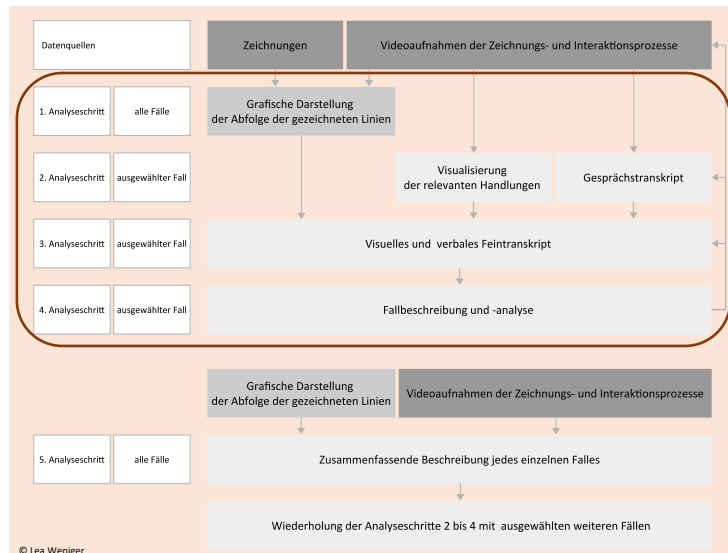 Datenquellen
Zeichnungen
Videoaufnahmen der Zeichnungs- und Interaktionsprozesse
1. Analyseschritt
alle Fälle
Grafische Darstellung
der Abfolge der gezeichneten Linien
2. Analyseschritt
ausgewählter Fall
Visualisierung
der relevanten Handlungen
Gesprächstranskript
3. Analyseschritt
ausgewählter Fall
Visuelles und verbales Feintranskript
4. Analyseschritt
ausgewählter Fall
Fallbeschreibung und -analyse
Grafische Darstellung
der Abfolge der gezeichneten Linien
Videoaufnahmen der Zeichnungs- und Interaktionsprozesse
5. Analyseschritt
alle Fälle
Zusammenfassende Beschreibung jedes einzelnen Falles
Wiederholung der Analyseschritte 2 bis 4 mit ausgewählten weiteren Fällen
© Lea Weniger